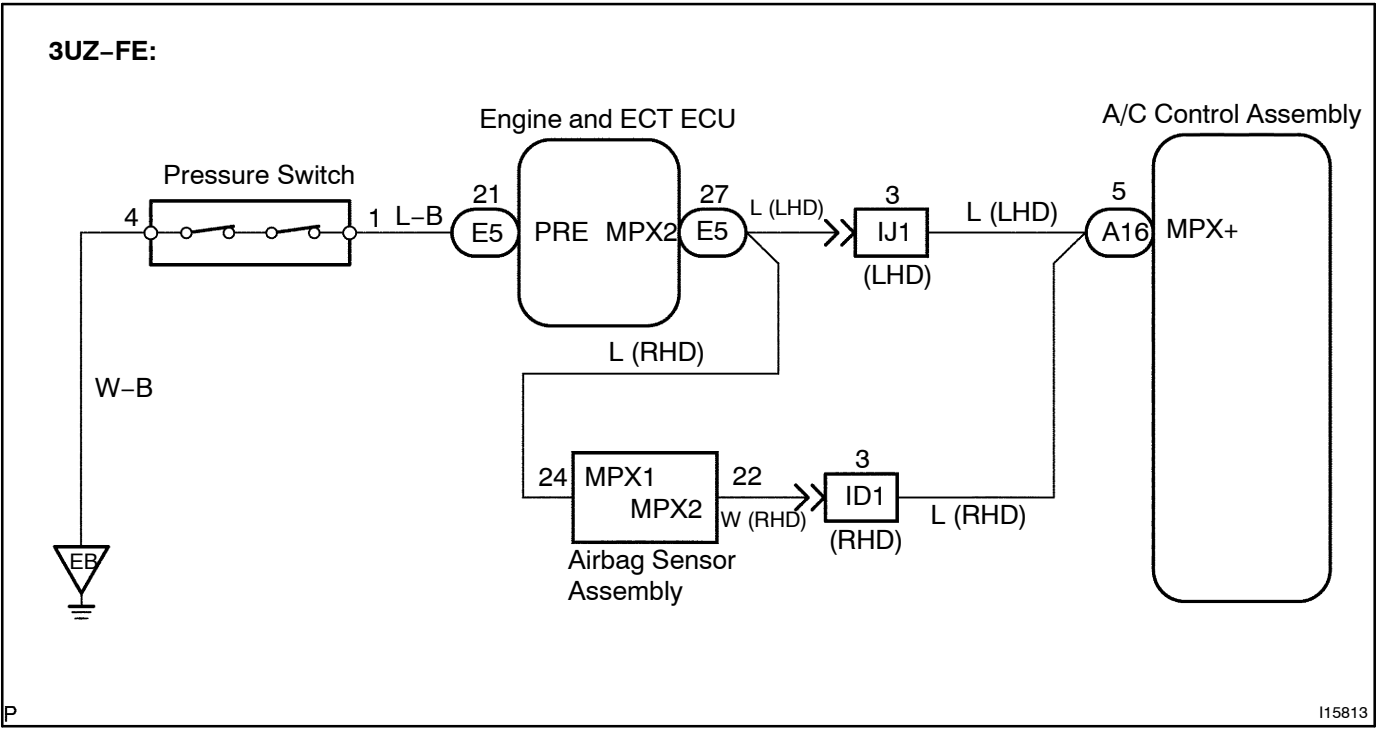 3UZ−FE:
Engine and ECT ECU
A/C Control Assembly
Pressure Switch
4
1
L−B
21
E5
PRE
MPX2
27
E5
L (LHD)
3
IJ1
(LHD)
L (LHD)
5
A16
MPX+
L (RHD)
W−B
24
MPX1
MPX2
22
W (RHD)
3
ID1
(RHD)
L (RHD)
Airbag Sensor
Assembly
EB
P
I15813